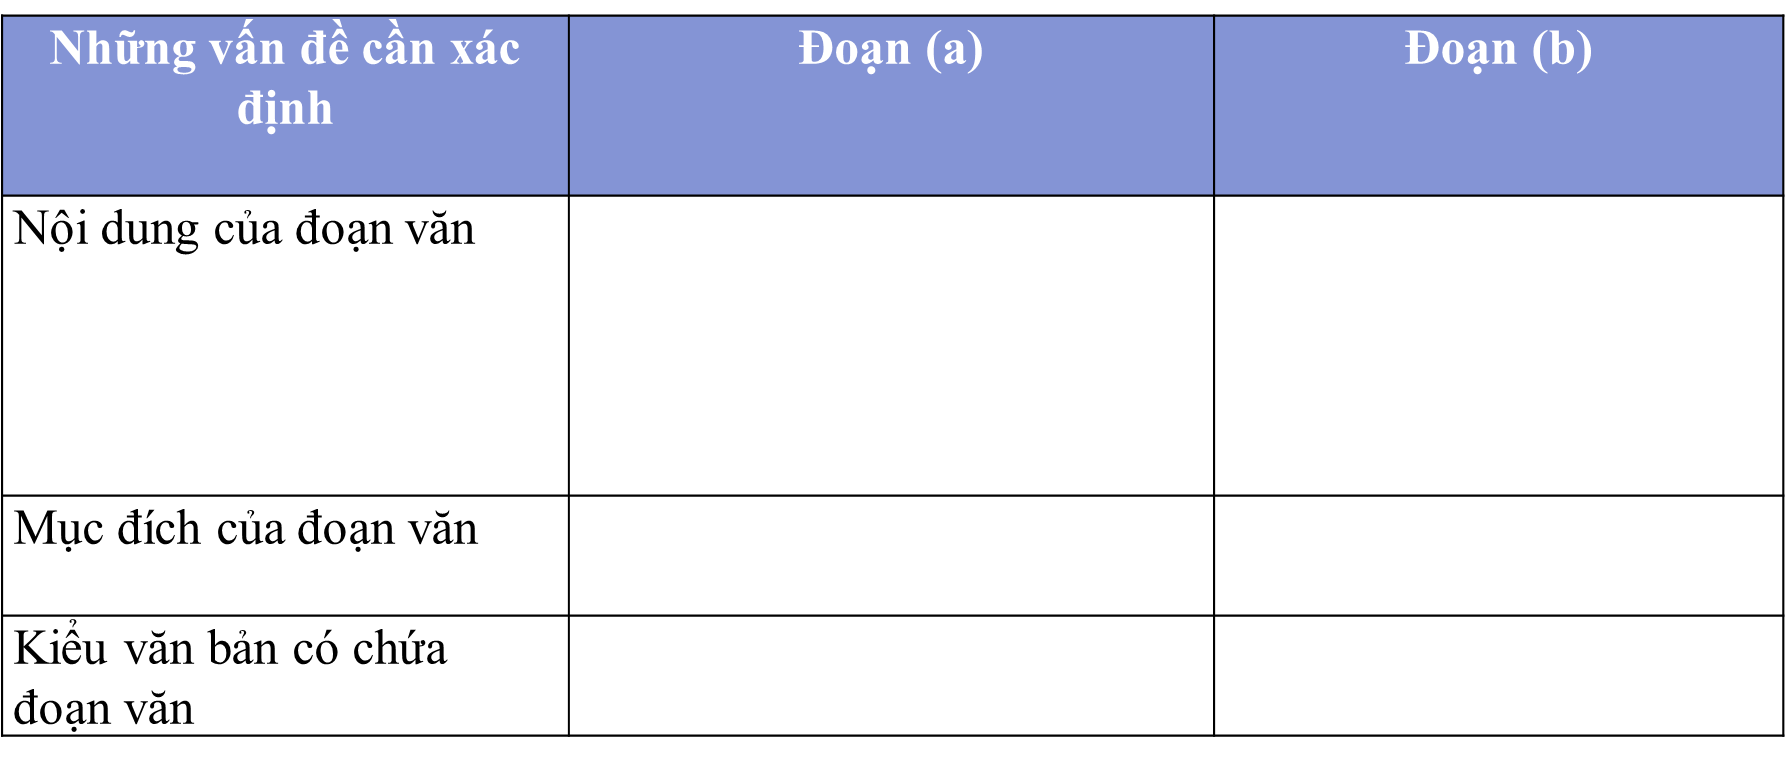 Những vấn đề cần xác
định
Đoạn (a)
Đoạn (b)
Nội dung của đoạn văn
Mục đích của đoạn văn
Kiểu văn bản có chứa
đoạn văn